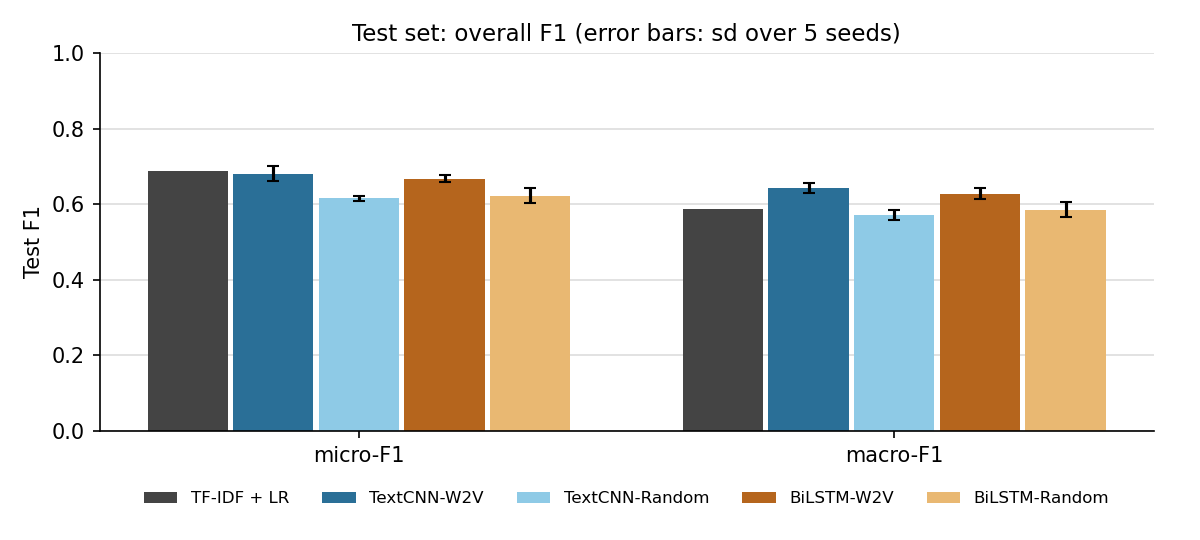 Test set: overall F1 (error bars: sd over 5 seeds)
Test F1
1.0
0.8
0.6
0.4
0.2
0.0
micro-F1 macro-F1
TF-IDF + LR TextCNN-W2V TextCNN-Random BiLSTM-W2V BiLSTM-Random